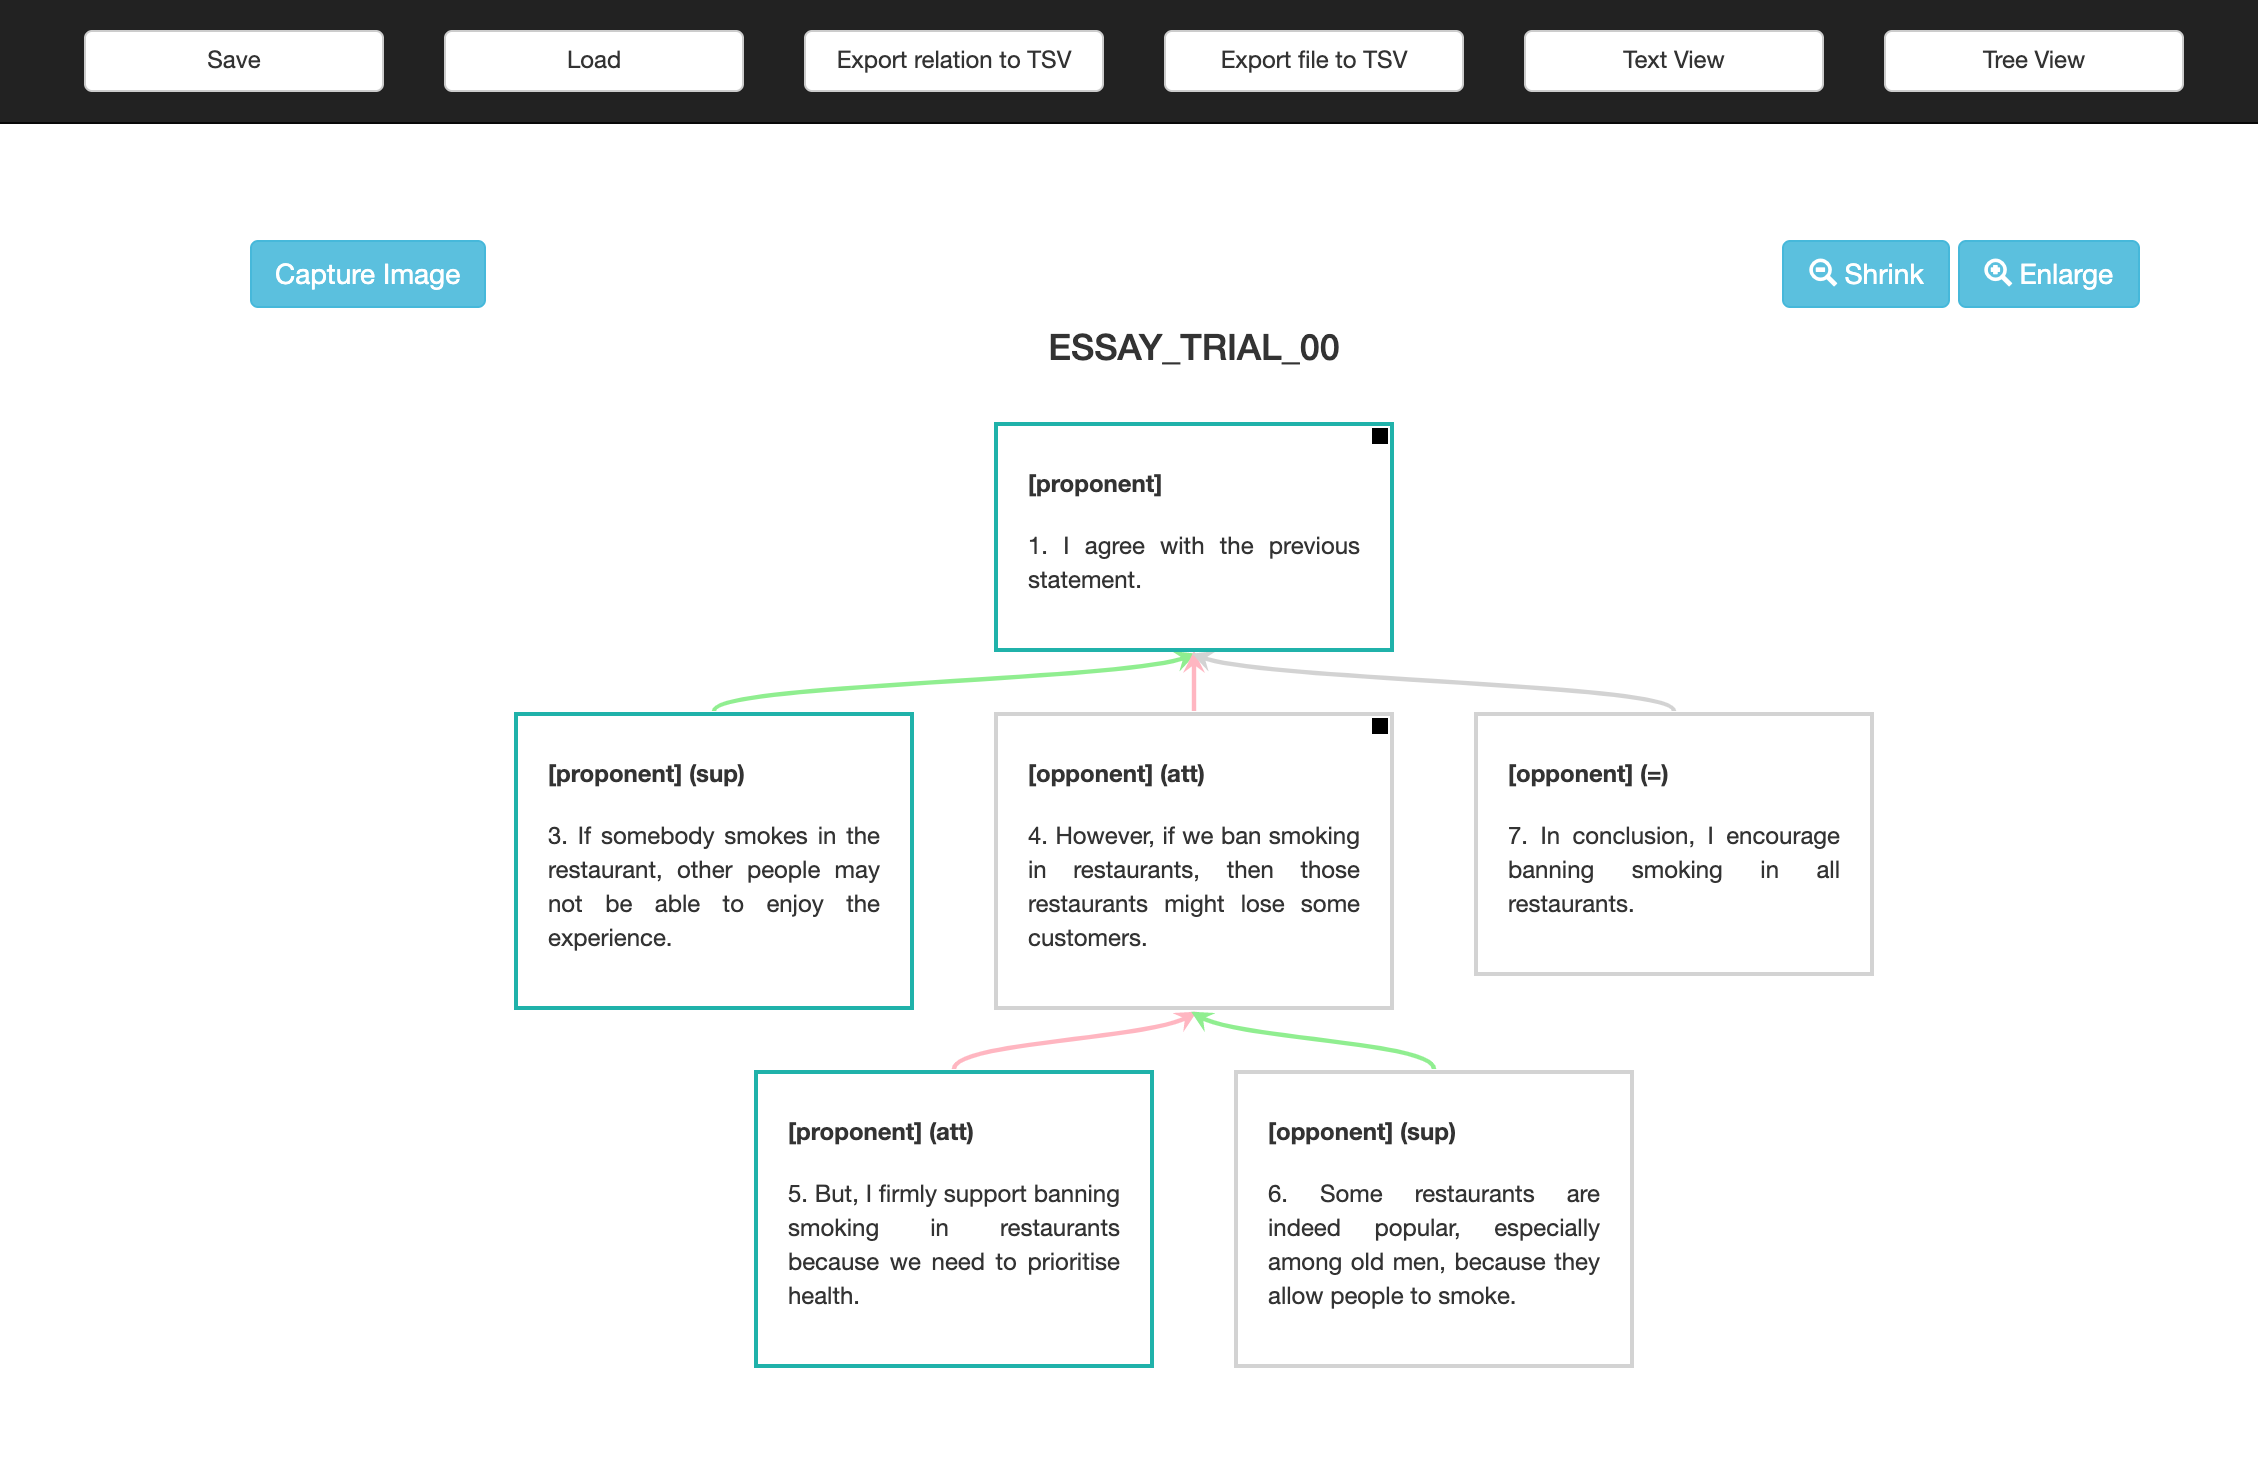 Save
Load
Export relation to TSV
Export file to TSV
Text View
Tree View
Capture Image
Shrink
Enlarge
ESSAY_TRIAL_00
[proponent]
1. I agree with the previous
statement.
[proponent] (sup)
3. If somebody smokes in the
restaurant, other people may
not be able to enjoy the
experience.
[opponent] (att)
4. However, if we ban smoking
in restaurants, then those
restaurants might lose some
customers.
[opponent] (=)
7. In conclusion, I encourage
banning smoking in all
restaurants.
[proponent] (att)
5. But, I firmly support banning
smoking in restaurants
because we need to prioritise
health.
[opponent] (sup)
6. Some restaurants are
indeed popular, especially
among old men, because they
allow people to smoke.